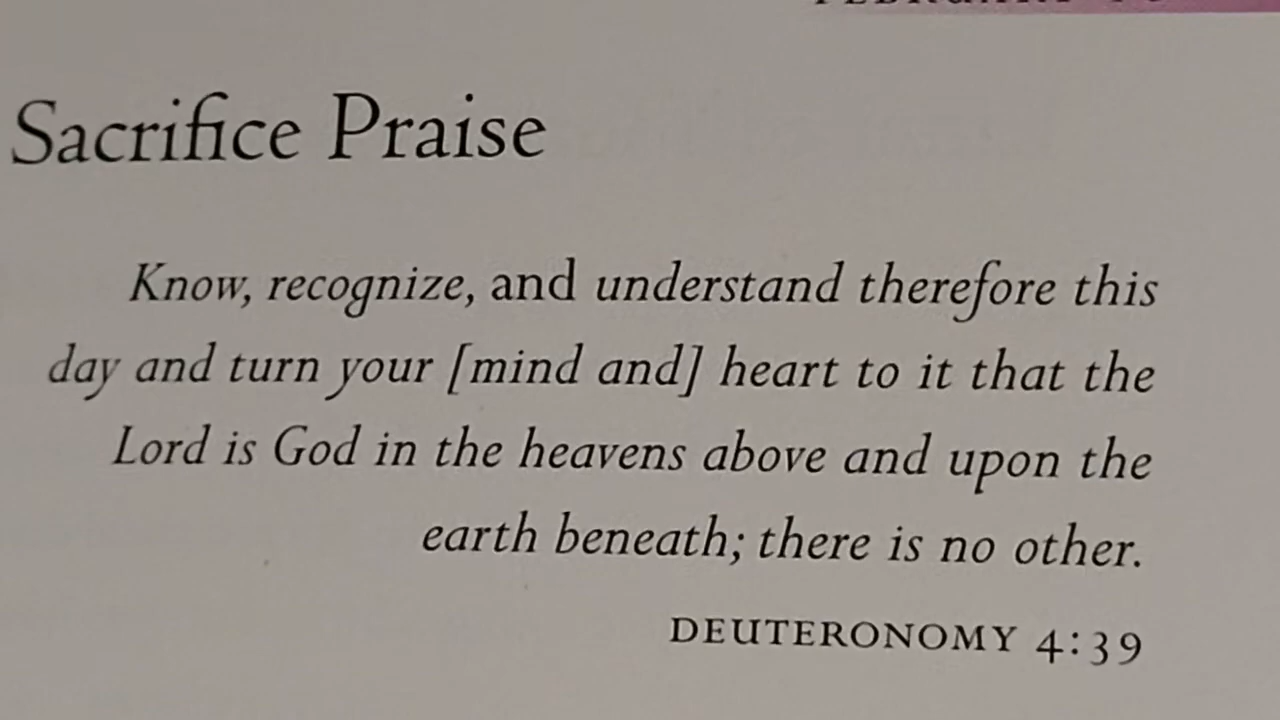 Sacrifice Praise
Know, recognize, and understand therefore this
day and turn your [mind and] heart to it that the
Lord is God in the heavens above and upon the
earth beneath; there is no other.
DEUTERONOMY 4:39